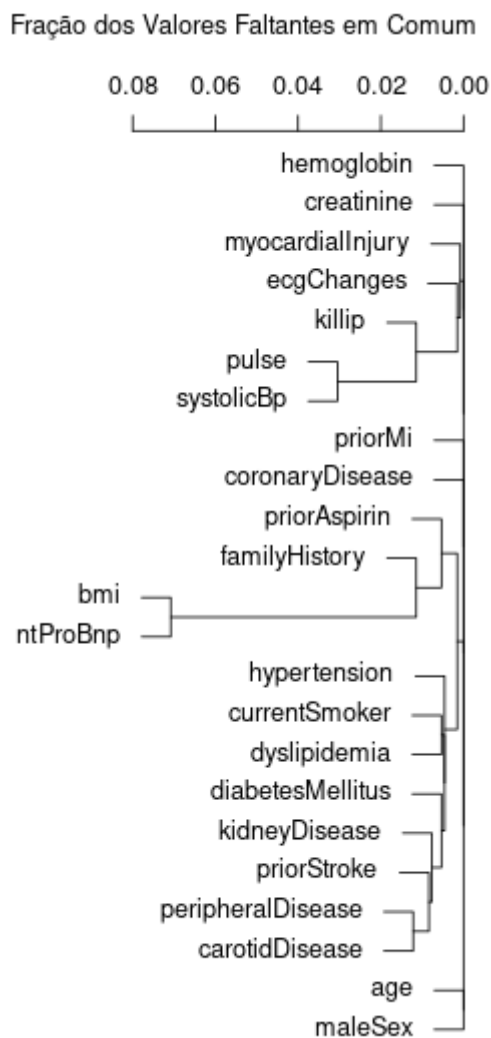 Fração dos Valores Faltantes em Comum
0.08 0.06 0.04 0.02 0.00
hemoglobin
creatinine
myocardialInjury
ecgChanges
killip
pulse
systolicBp
priorMi
coronaryDisease
priorAspirin
familyHistory
bmi
ntProBnp
hypertension
currentSmoker
dyslipidemia
diabetesMellitus
kidneyDisease
priorStroke
peripheralDisease
carotidDisease
age
maleSex